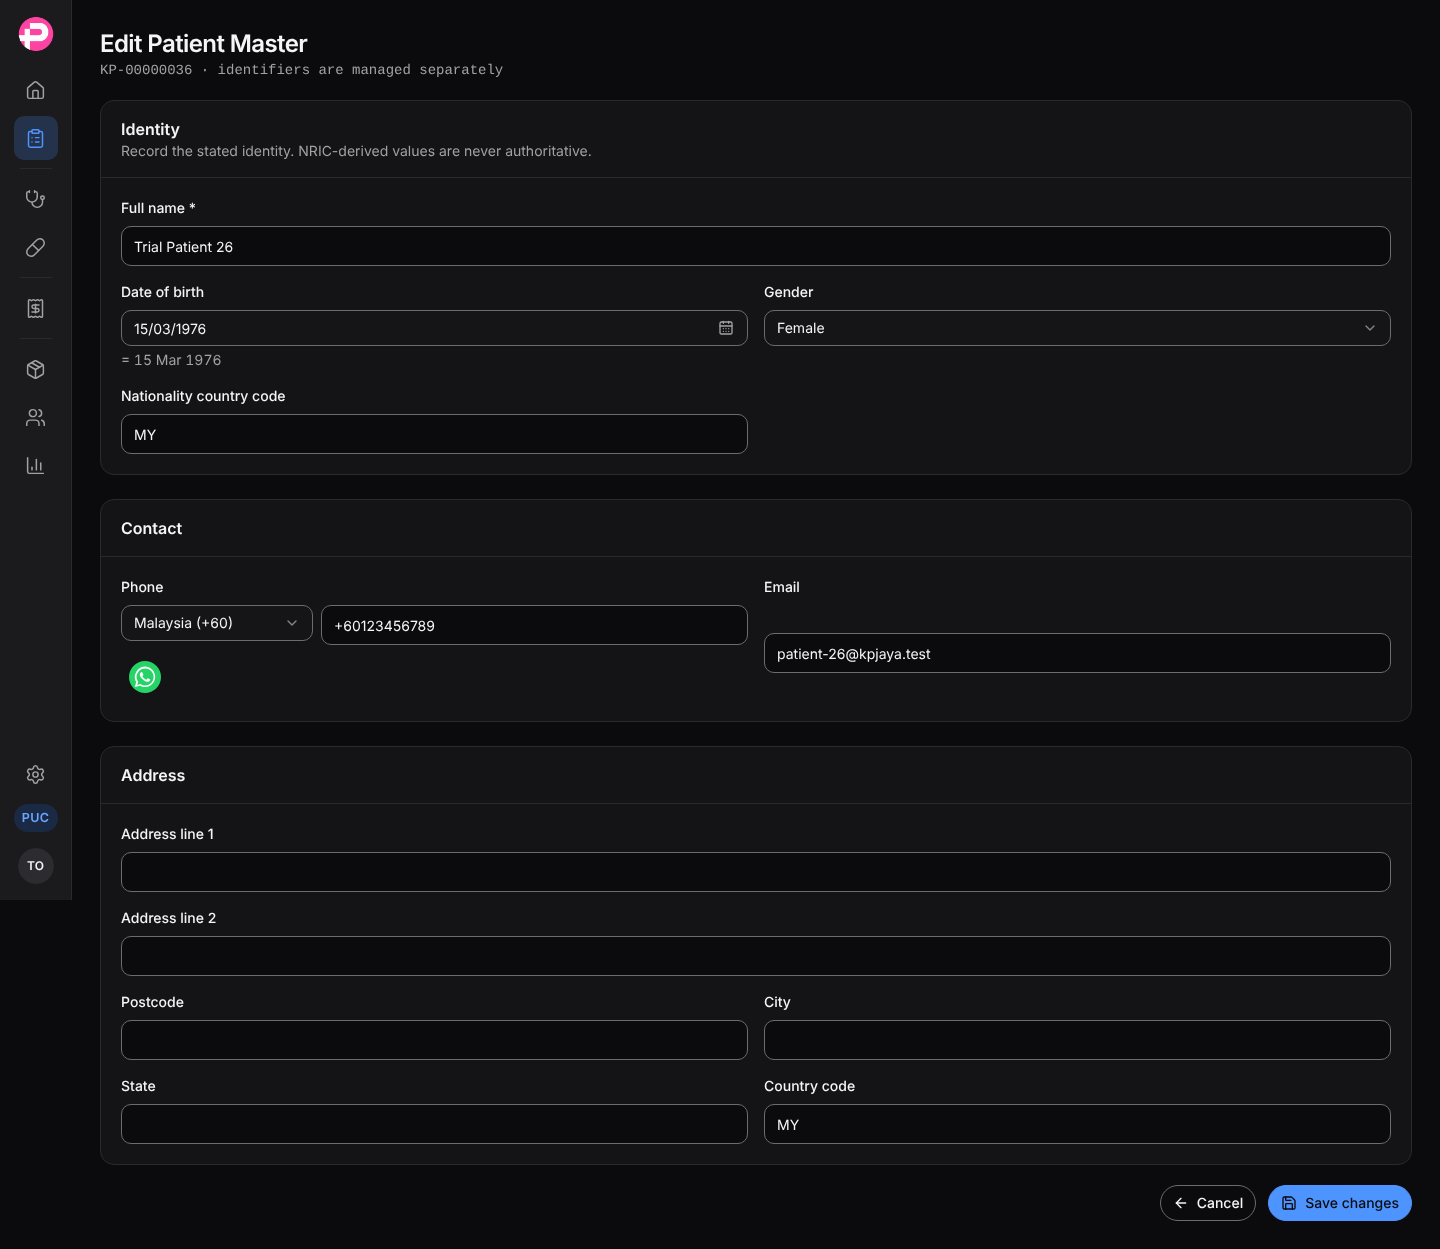 Edit Patient Master
KP-00000036 · identifiers are managed separately
Identity
Record the stated identity. NRIC-derived values are never authoritative.
Full name *
Trial Patient 26
Date of birth
Gender
15/03/1976
Female
= 15 Mar 1976
Nationality country code
MY
Contact
Phone
Email
Malaysia (+60)
+60123456789
patient-26@kpjaya.test
Address
Address line 1
Address line 2
Postcode
City
State
Country code
MY
PUC
TO
Cancel
Save changes